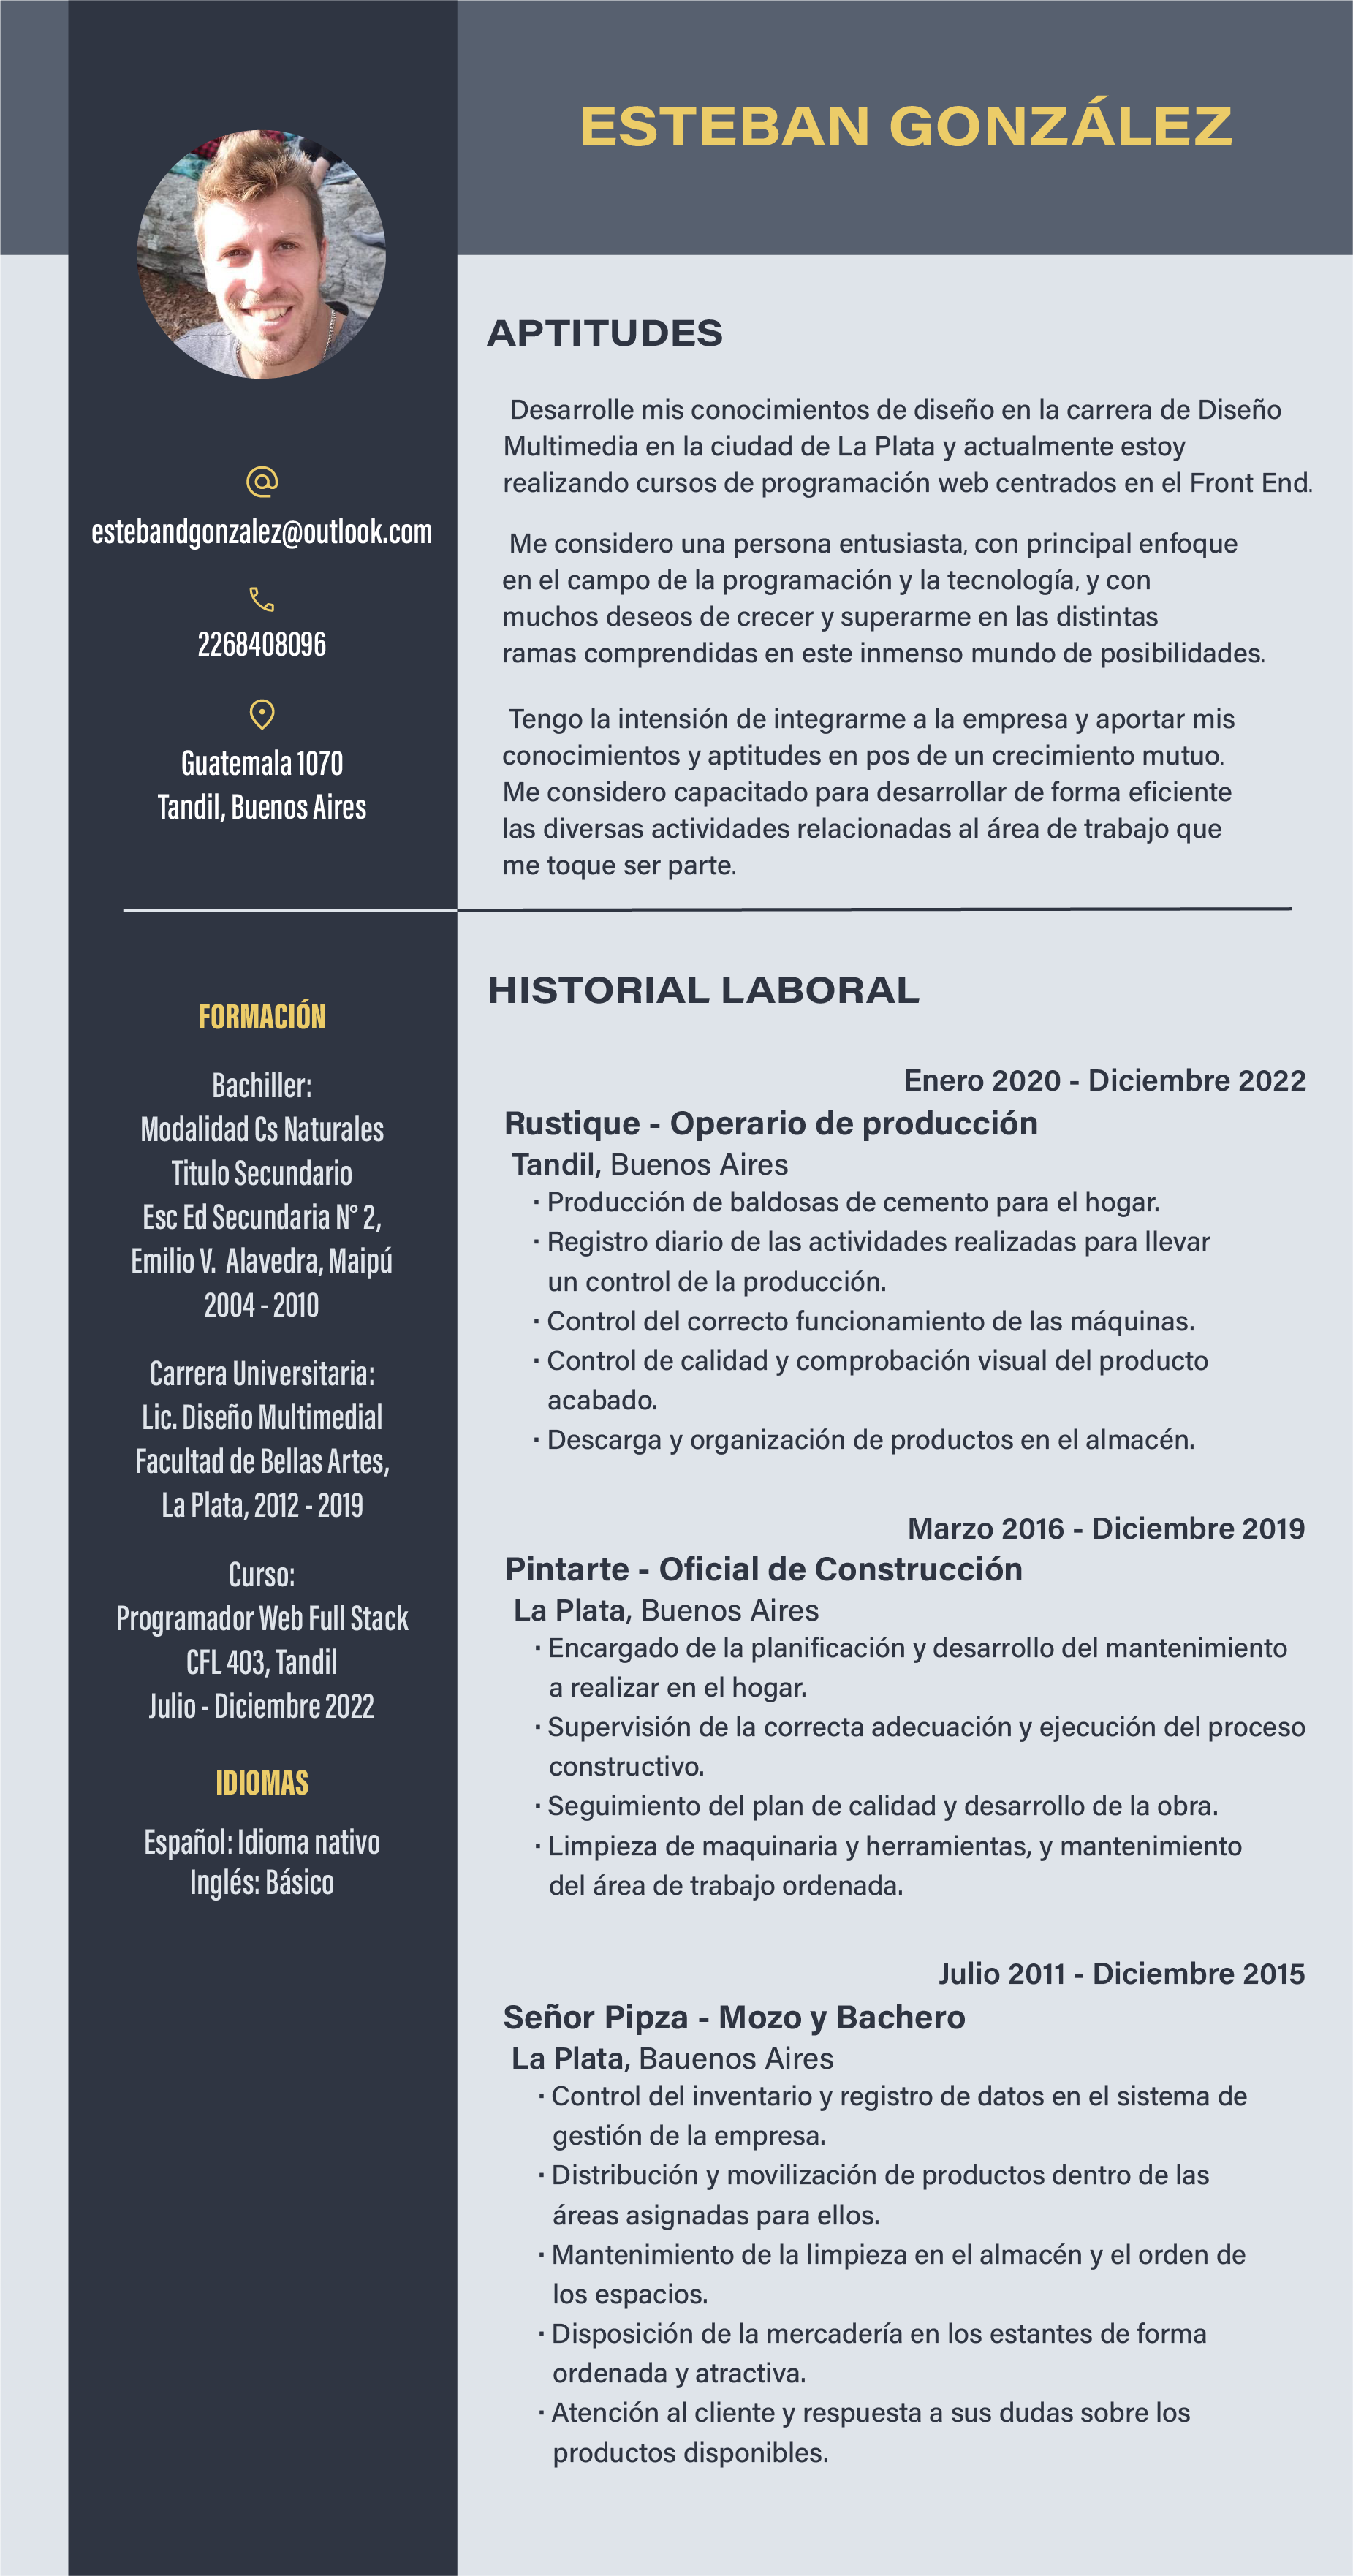 ESTEBAN GONZÁLEZ
estebandgonzalez@outlook.com
2268408096
Guatemala 1070
Tandil, Buenos Aires
FORMACIÓN
Bachiller:
Modalidad Cs Naturales
Titulo Secundario
Esc Ed Secundaria N° 2,
Emilio V. Alavedra, Maipú
2004 - 2010
Carrera Universitaria:
Lic. Diseño Multimedial
Facultad de Bellas Artes,
La Plata, 2012 - 2019
Curso:
Programador Web Full Stack
CFL 403, Tandil
Julio - Diciembre 2022
IDIOMAS
Español: Idioma nativo
Inglés: Básico
APTITUDES
Desarrolle mis conocimientos de diseño en la carrera de Diseño
Multimedia en la ciudad de La Plata y actualmente estoy
realizando cursos de programación web centrados en el Front End.
Me considero una persona entusiasta, con principal enfoque
en el campo de la programación y la tecnología, y con
muchos deseos de crecer y superarme en las distintas
ramas comprendidas en este inmenso mundo de posibilidades.
Tengo la intensión de integrarme a la empresa y aportar mis
conocimientos y aptitudes en pos de un crecimiento mutuo.
Me considero capacitado para desarrollar de forma eficiente
las diversas actividades relacionadas al área de trabajo que
me toque ser parte.
HISTORIAL LABORAL
Enero 2020 - Diciembre 2022
Rustique - Operario de producción
Tandil, Buenos Aires
· Producción de baldosas de cemento para el hogar.
· Registro diario de las actividades realizadas para llevar
un control de la producción.
· Control del correcto funcionamiento de las máquinas.
· Control de calidad y comprobación visual del producto
acabado.
· Descarga y organización de productos en el almacén.
Marzo 2016 - Diciembre 2019
Pintarte - Oficial de Construcción
La Plata, Buenos Aires
· Encargado de la planificación y desarrollo del mantenimiento
a realizar en el hogar.
· Supervisión de la correcta adecuación y ejecución del proceso
constructivo.
· Seguimiento del plan de calidad y desarrollo de la obra.
· Limpieza de maquinaria y herramientas, y mantenimiento
del área de trabajo ordenada.
Julio 2011 - Diciembre 2015
Señor Pipza - Mozo y Bachero
La Plata, Bauenos Aires
· Control del inventario y registro de datos en el sistema de
gestión de la empresa.
· Distribución y movilización de productos dentro de las
áreas asignadas para ellos.
· Mantenimiento de la limpieza en el almacén y el orden de
los espacios.
· Disposición de la mercadería en los estantes de forma
ordenada y atractiva.
· Atención al cliente y respuesta a sus dudas sobre los
productos disponibles.